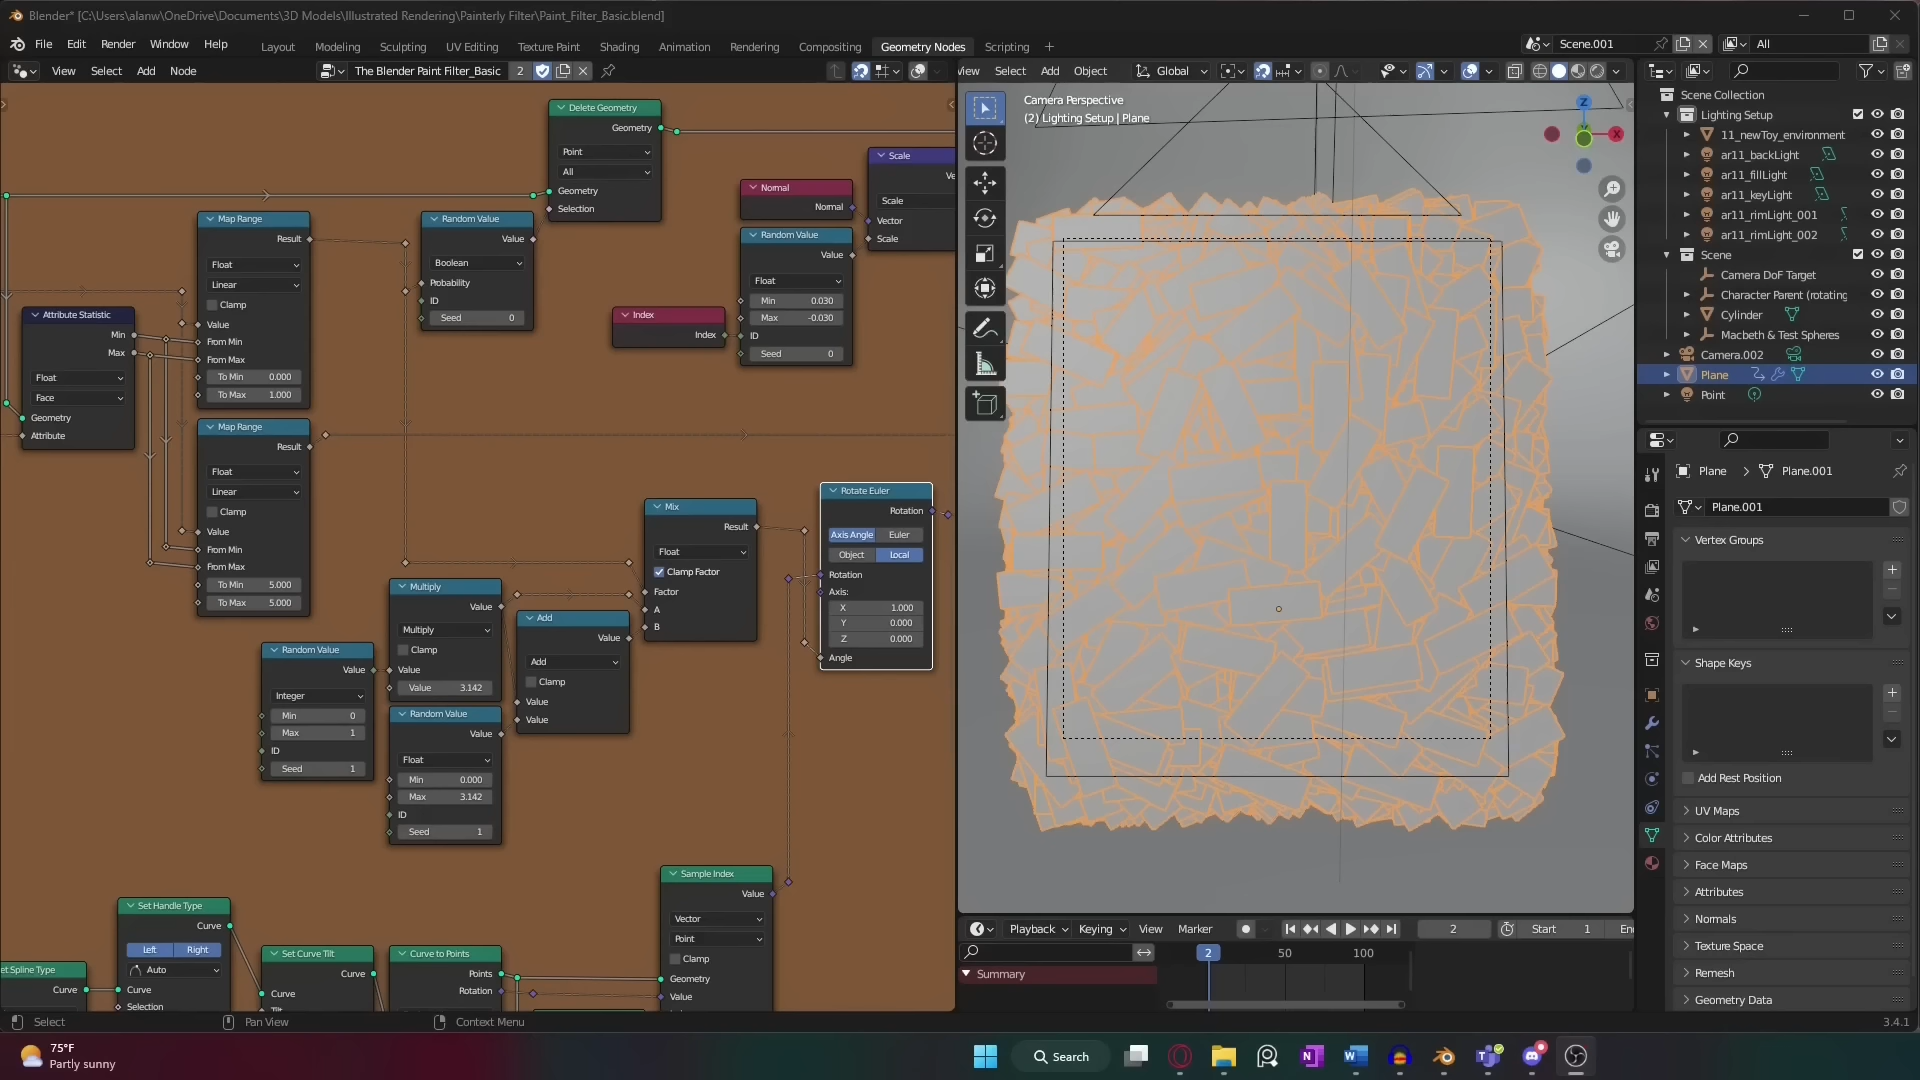 Blender* [C:\Users\alanw\OneDrive\Documents\3D Models\Illustrated Rendering\Painterly Filter\Paint_Filter_Basic.blend]
File Edit Render Window Help
Layout Modeling Sculpting UV Editing Texture Paint Shading Animation Rendering Compositing Geometry Nodes Scripting +
Scene.001
All
View Select Add Node
The Blender Paint Filter_Basic 2
View Select Add Object
Global
Delete Geometry
Geometry
Point
All
Geometry
Selection
Scale
Ve
Scale
Vector
Scale
Normal
Normal
Map Range
Result
Float
Linear
Clamp
Value
From Min
From Max
To Min 0.000
To Max 1.000
Random Value
Value
Boolean
Probability
ID
Seed 0
Random Value
Value
Float
Min 0.030
Max -0.030
ID
Seed 0
Index
Index
Attribute Statistic
Min
Max
Float
Face
Geometry
Attribute
Map Range
Result
Float
Linear
Clamp
Value
From Min
From Max
To Min 5.000
To Max 5.000
Mix
Result
Float
Clamp Factor
Factor
A
B
Rotate Euler
Rotation
Axis Angle Euler
Object Local
Rotation
Axis:
X 1.000
Y 0.000
Z 0.000
Angle
Multiply
Value
Multiply
Clamp
Value
Value 3.142
Add
Value
Add
Clamp
Value
Value
Random Value
Value
Integer
Min 0
Max 1
ID
Seed 1
Random Value
Value
Float
Min 0.000
Max 3.142
ID
Seed 1
Sample Index
Value
Vector
Point
Clamp
Geometry
Value
Set Handle Type
Curve
Left Right
Auto
Curve
Selection
et Spline Type
Curve
Set Curve Tilt
Curve
Curve
Tilt
Curve to Points
Points
Rotation
Camera Perspective
(2) Lighting Setup | Plane
Z
X
Playback Keying View Marker
2
Start 1
En
2 50 100
Summary
Scene Collection
Lighting Setup
11_newToy_environment
ar11_backLight
ar11_fillLight
ar11_keyLight
ar11_rimLight_001
ar11_rimLight_002
Scene
Camera DoF Target
Character Parent (rotating
Cylinder
Macbeth & Test Spheres
Camera.002
Plane
Point
Plane > Plane.001
Plane.001
Vertex Groups
Shape Keys
Add Rest Position
UV Maps
Color Attributes
Face Maps
Attributes
Normals
Texture Space
Remesh
Geometry Data
Select
Pan View
Context Menu
3.4.1
75°F
Partly sunny
Search